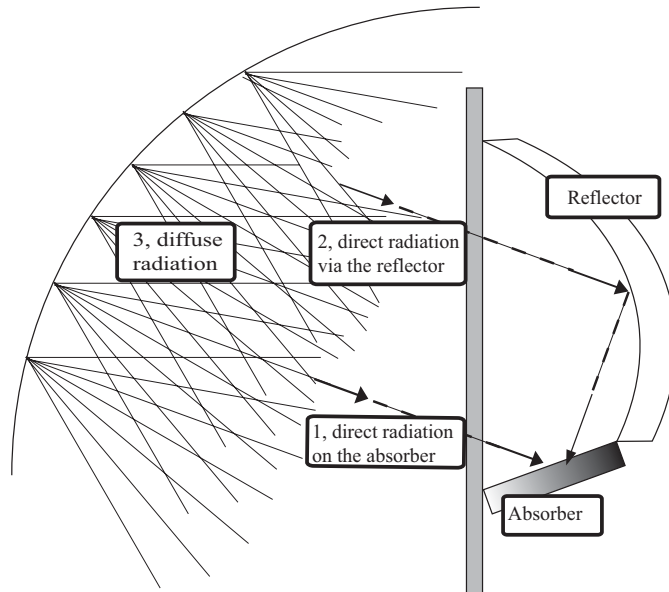 Reflector
3, diffuse
radiation
2, direct radiation
via the reflector
1, direct radiation
on the absorber
Absorber